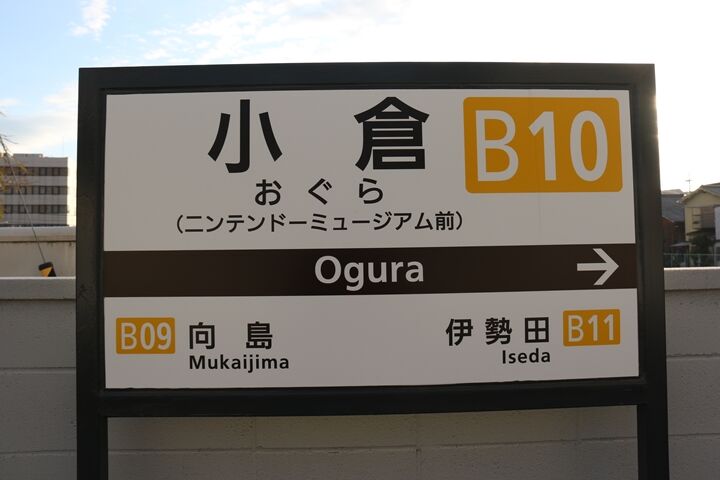 小倉 B10
おぐら
(ニンテンドーミュージアム前)
Ogura →
B09 向島
Mukaijima
伊勢田 B11
Iseda